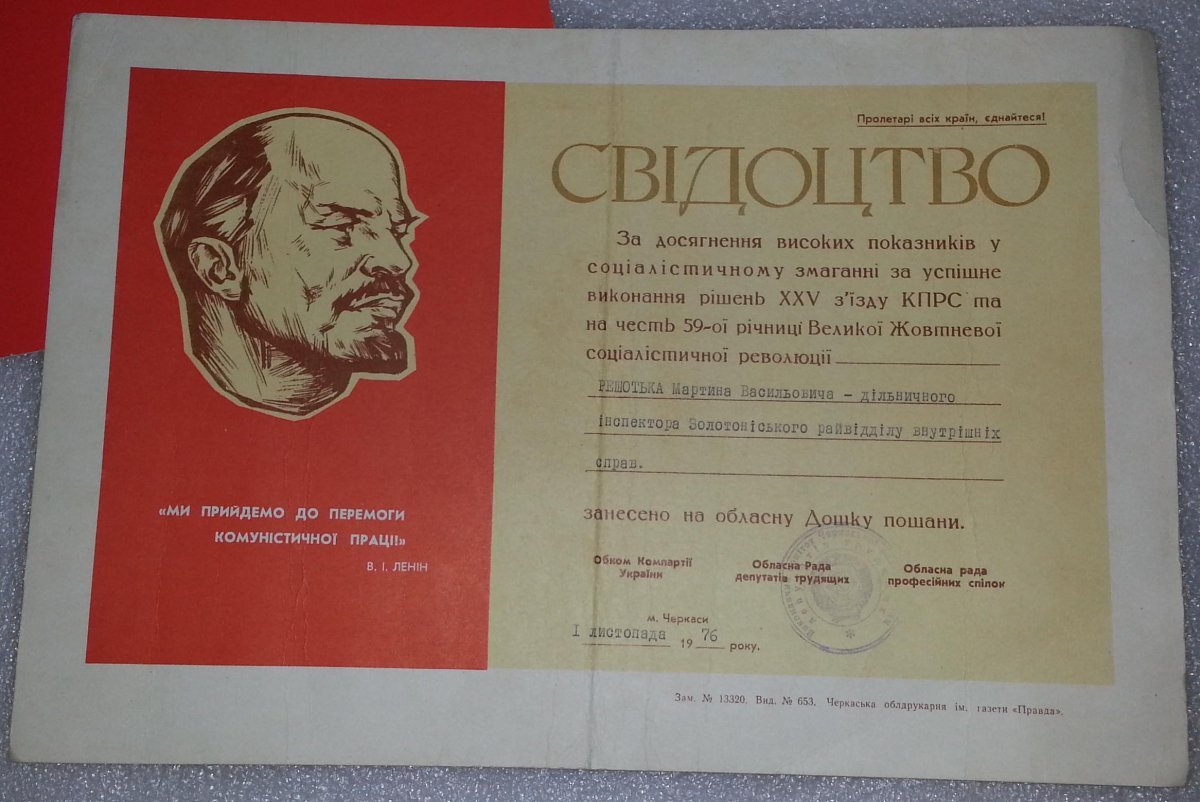 «МИ ПРИЙДЕМО ДО ПЕРЕМОГИ
КОМУНІСТИЧНОЇ ПРАЦІ!»
В. І. ЛЕНІН
Пролетарі всіх країн, єднайтеся!
СВІДОЦТВО
За досягнення високих показників у
соціалістичному змаганні за успішне
виконання рішень XXV з'їзду КПРС та
на честь 59-ої річниці Великої Жовтневої
соціалістичної революції
РЕШОТЬКА Мартина Васильовича - дільничного
інспектора Золотоніського райвідділу внутрішніх
справ.
занесено на обласну Дошку пошани.
Обком Компартії
України
Обласна Рада
депутатів трудящих
Обласна рада
професійних спілок
м. Черкаси
I листопада 1976 року.
Зам. № 13320. Вид. № 653. Черкаська облдрукарня ім. газети «Правда».